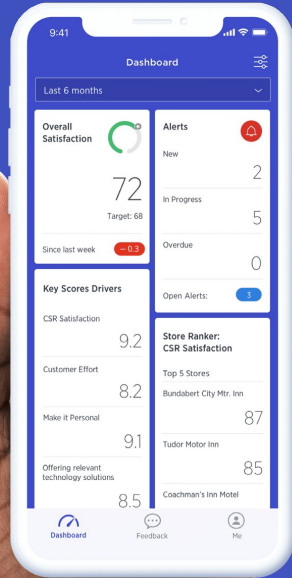 9:41
Dashboard
Last 6 months
Overall
Satisfaction
72
Target: 68
Since last week
– 0.3
Alerts
New
2
In Progress
5
Overdue
0
Open Alerts:
3
Key Scores Drivers
CSR Satisfaction
9.2
Customer Effort
8.2
Make it Personal
9.1
Offering relevant
technology solutions
8.5
Store Ranker:
CSR Satisfaction
Top 5 Stores
Bundabert City Mtr. Inn
87
Tudor Motor Inn
85
Coachman's Inn Motel
Dashboard
Feedback
Me